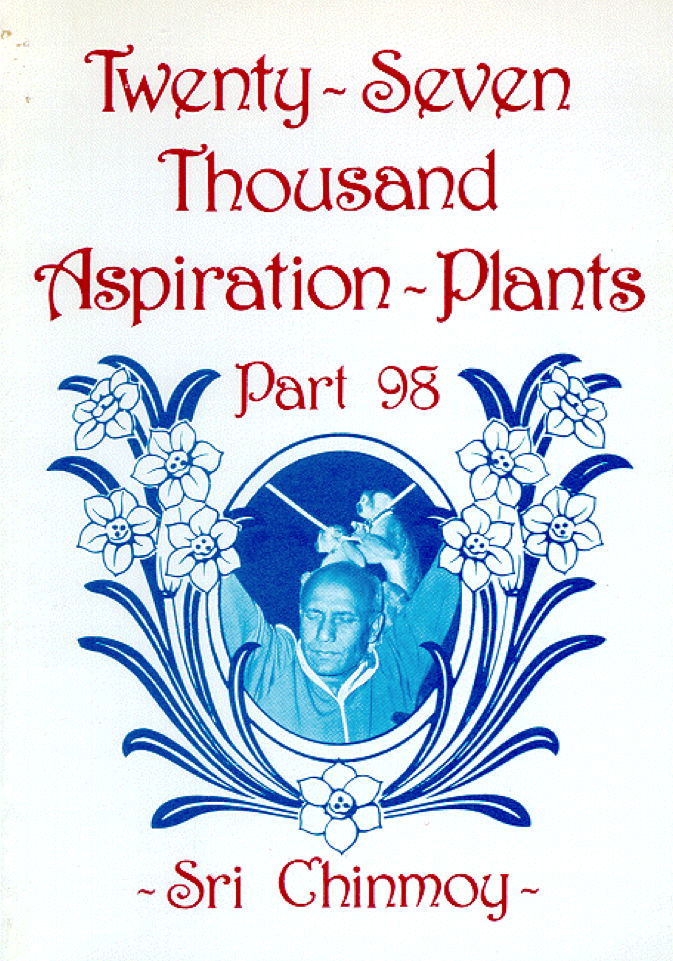 Twenty~Seven
Thousand
Aspiration~Plants
Part 98
~Sri Chinmoy~